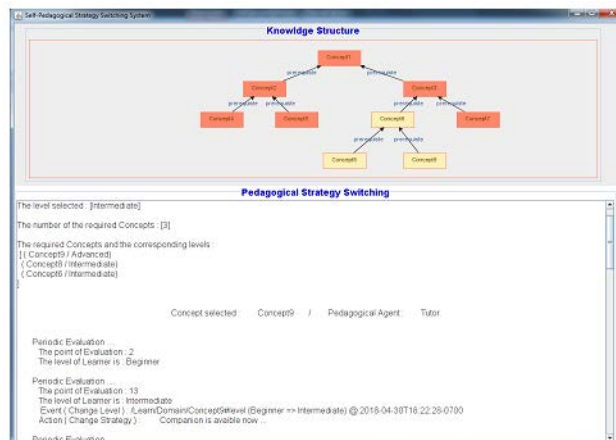 Self-Pedagogical Strategy Switching System
Knowldge Structure
Concept1
prerequisite prerequisite
Concept2 Concept3
prerequisite prerequisite prerequisite prerequisite
Concept4 Concept5 Concept6 Concept7
prerequisite prerequisite
Concept8
Pedagogical Strategy Switching
The level selected : [Intermediate]
The number of the required Concepts : [3]
The required Concepts and the corresponding levels :
] ( Concept9 / Advanced)
( Concept8 / Intermediate)
( Concept6 / Intermediate)
[
Concept selected : Concept9 / Pedagogical Agent : Tutor
Periodic Evaluation ...
The point of Evaluation : 2
The level of Learner is : Beginner
Periodic Evaluation ...
The point of Evaluation : 13
The level of Learner is : Intermediate
Event ( Change Level ) : /Learn/Domain/Concept9#level (Beginner => Intermediate) @ 2018-04-30T18:22:28-0700
Action ( Change Strategy ) : Companion is avaible now ...
Periodic Evaluation